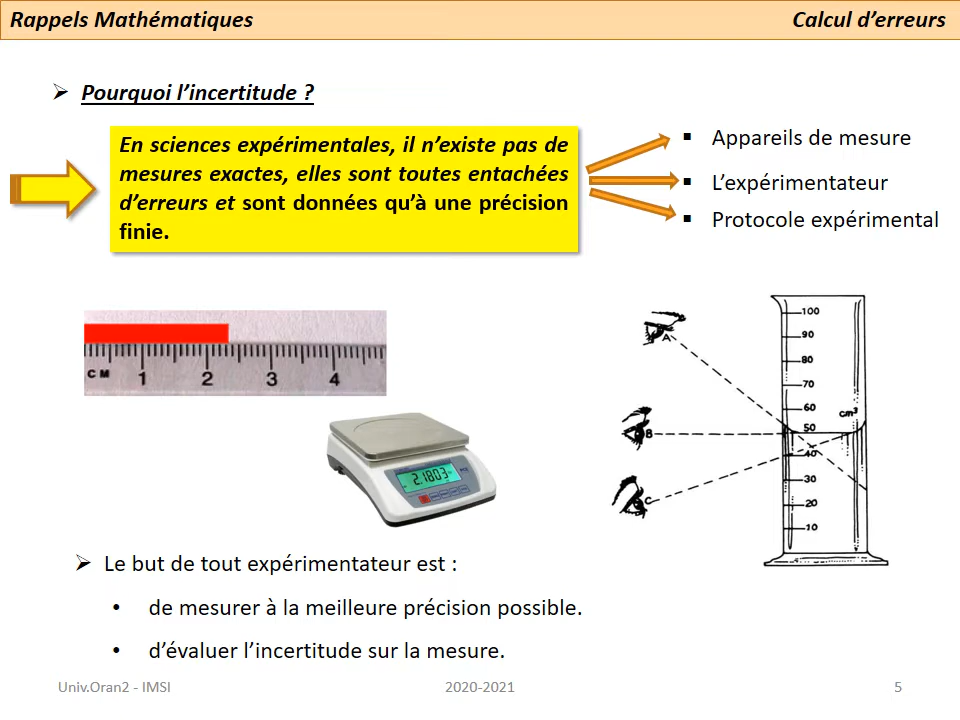 Rappels Mathématiques
Calcul d’erreurs
Pourquoi l’incertitude ?
En sciences expérimentales, il n’existe pas de
mesures exactes, elles sont toutes entachées
d’erreurs et sont données qu’à une précision
finie.
Appareils de mesure
L’expérimentateur
Protocole expérimental
CM 1 2 3 4
2.1803
100
90
80
70
60
cm³
50
40
30
20
10
A
B
C
Le but de tout expérimentateur est :
de mesurer à la meilleure précision possible.
d’évaluer l’incertitude sur la mesure.
Univ.Oran2 - IMSI
2020-2021
5